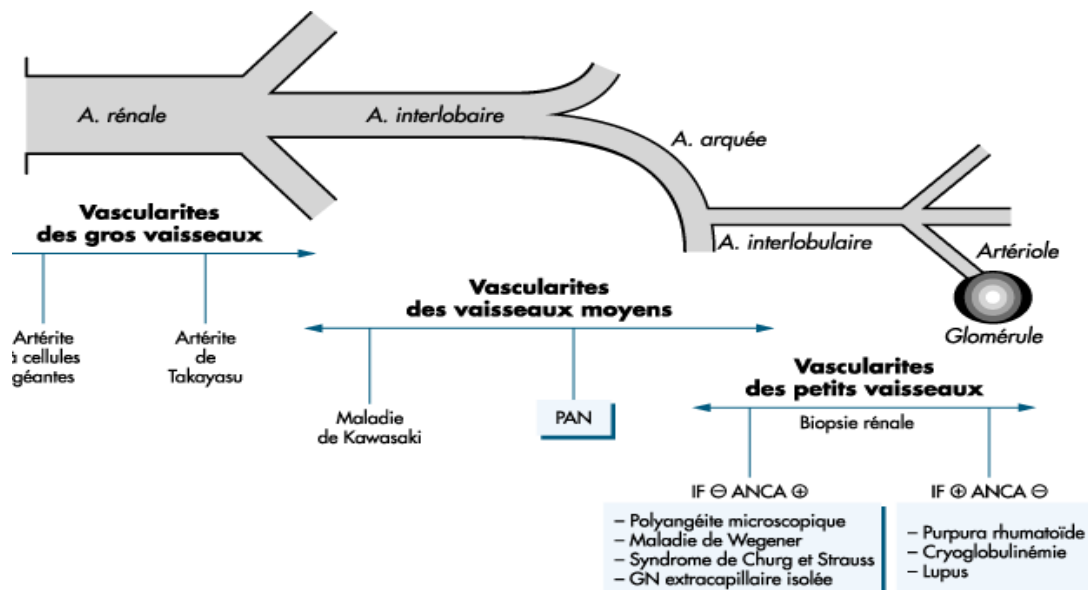 A. rénale
A. interlobaire
A. arquée
A. interlobulaire
Artériole
Glomérule
Vascularites
des gros vaisseaux
Artérite
à cellules
géantes
Artérite
de
Takayasu
Vascularites
des vaisseaux moyens
Maladie
de Kawasaki
PAN
Vascularites
des petits vaisseaux
Biopsie rénale
IF ⊖ ANCA ⊕
– Polyangéite microscopique
– Maladie de Wegener
– Syndrome de Churg et Strauss
– GN extracapillaire isolée
IF ⊕ ANCA ⊖
– Purpura rhumatoïde
– Cryoglobulinémie
– Lupus